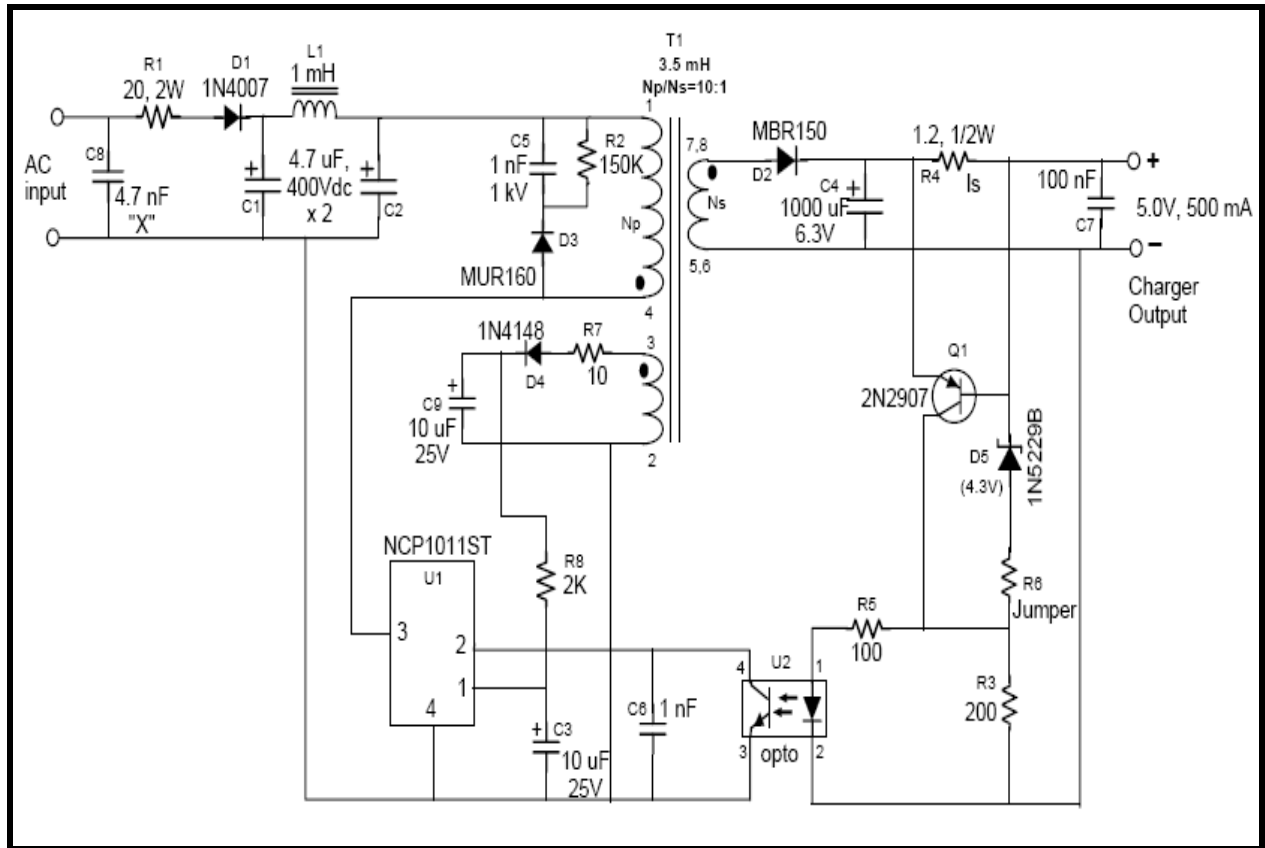 T1
3.5 mH
Np/Ns=10:1
R1
20, 2W
D1
1N4007
L1
1 mH
AC
input
C8
4.7 nF
"X"
4.7 uF,
400Vdc
x 2
C1
C2
C5
1 nF
1 kV
R2
150K
D3
MUR160
1
Np
4
7,8
Ns
5,6
MBR150
D2
C4
1000 uF
6.3V
1.2, 1/2W
R4
Is
100 nF
C7
+
5.0V, 500 mA
−
Charger
Output
1N4148
D4
R7
10
3
2
C9
10 uF
25V
Q1
2N2907
D5
(4.3V)
1N5229B
NCP1011ST
U1
3
2
1
4
R8
2K
R6
Jumper
R5
100
R3
200
C3
10 uF
25V
C6
1 nF
U2
4
1
3
2
opto